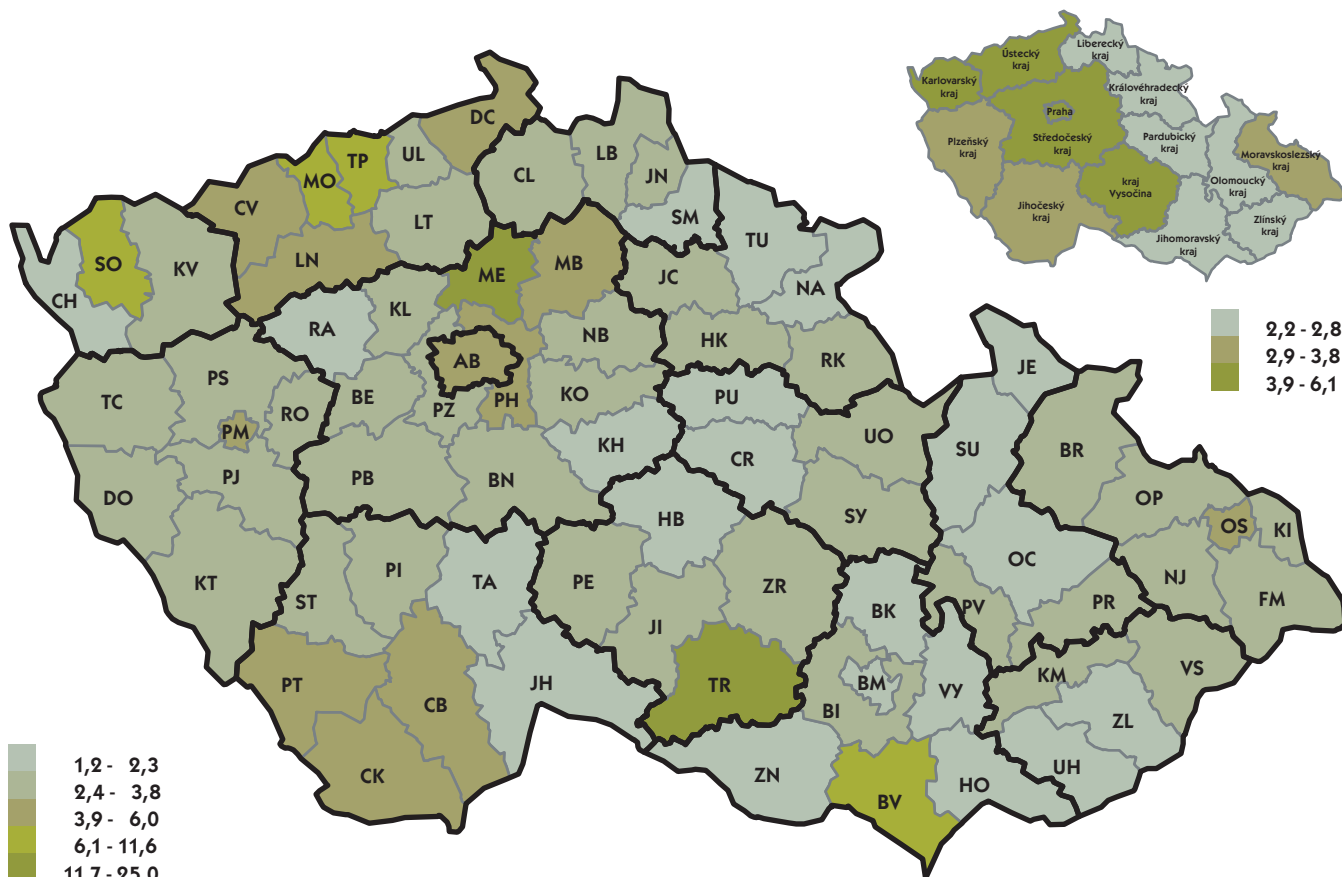 Ústecký
kraj
Liberecký
kraj
Karlovarský
kraj
Královéhradecký
kraj
Praha
Středočeský
kraj
Plzeňský
kraj
Pardubický
kraj
Moravskoslezský
kraj
Olomoucký
kraj
kraj
Vysočina
Jihočeský
kraj
Zlínský
kraj
Jihomoravský
kraj
2,2 - 2,8
2,9 - 3,8
3,9 - 6,1
DC
TP
UL
MO
LB
CL
JN
CV
SM
LT
TU
SO
KV
LN
ME
MB
JC
CH
NA
RA
KL
NB
HK
AB
RK
JE
PS
TC
RO
BE
PZ
PH
KO
PU
PM
UO
KH
SU
BR
CR
PJ
PB
BN
DO
OP
HB
SY
OS
KI
OC
KT
PI
TA
PE
ZR
NJ
ST
BK
PV
PR
FM
JI
KM
VS
PT
JH
TR
BM
VY
CB
BI
ZL
CK
ZN
BV
HO
UH
1,2 - 2,3
2,4 - 3,8
3,9 - 6,0
6,1 - 11,6
11,7 - 25,0